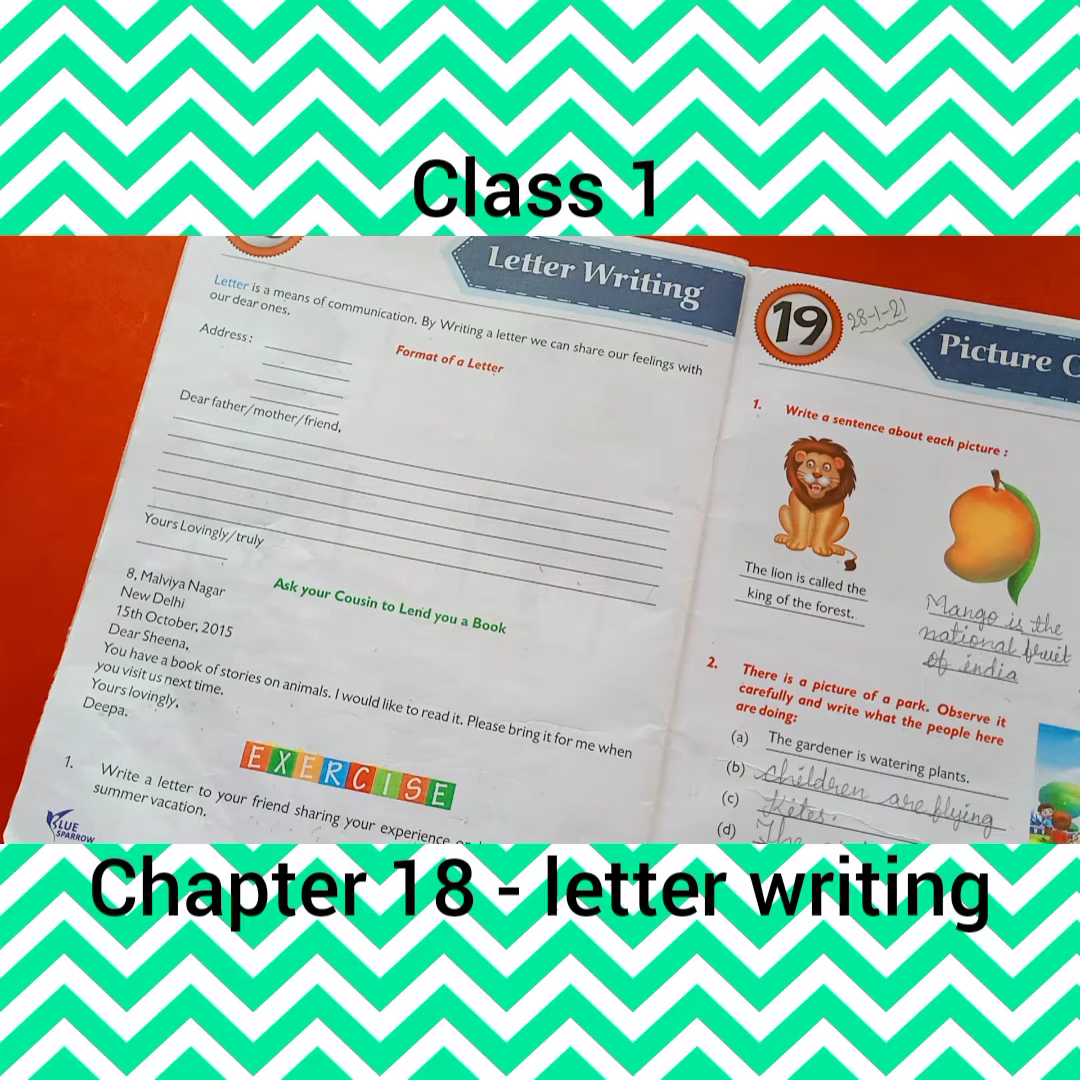 Class 1
Letter Writing
Letter is a means of communication. By Writing a letter we can share our feelings with
our dear ones.
Format of a Letter
Address:
Dear father/mother/friend,
Yours Lovingly/truly
Ask your Cousin to Lend you a Book
8, Malviya Nagar
New Delhi
15th October, 2015
Dear Sheena,
You have a book of stories on animals. I would like to read it. Please bring it for me when
you visit us next time.
Yours lovingly,
Deepa.
EXERCISE
1. Write a letter to your friend sharing your experience
summer vacation.
BLUE
SPARROW
19
28-1-21
Picture C
1. Write a sentence about each picture :
The lion is called the
king of the forest.
Mango is the
national fruit
of india
2. There is a picture of a park. Observe it
carefully and write what the people here
are doing:
(a) The gardener is watering plants.
(b) children are flying
(c) kites.
(d) The
Chapter 18 - letter writing